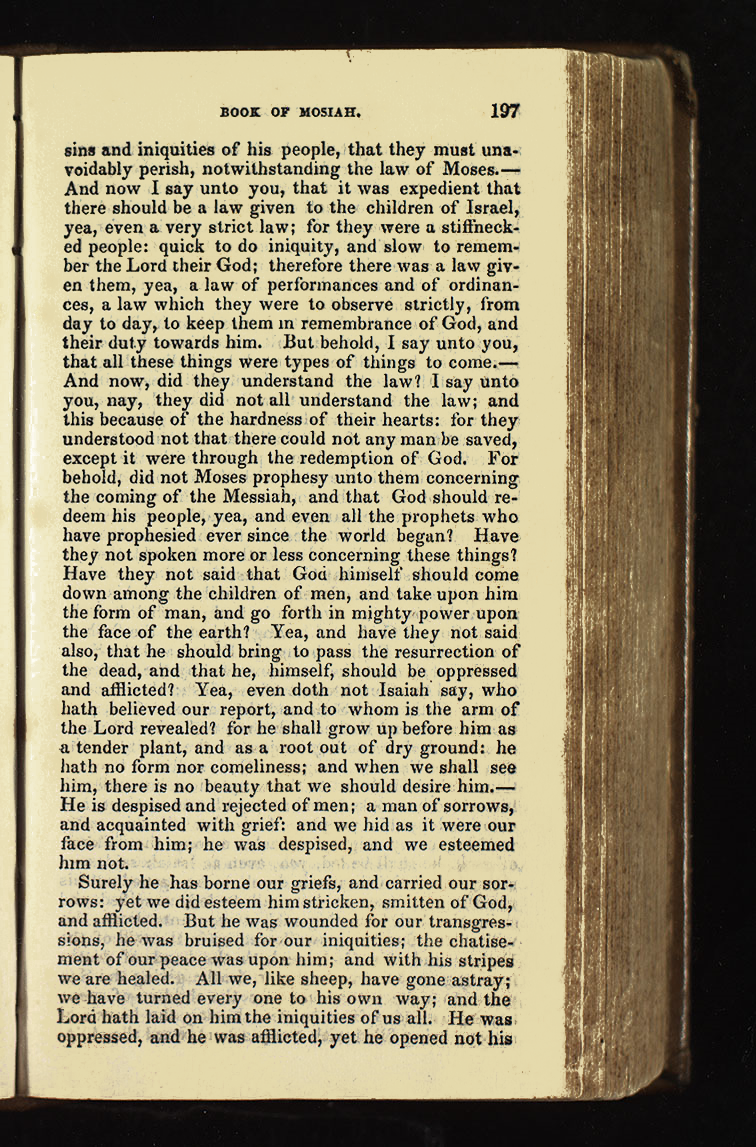 BOOK OF MOSIAH. 197
sins and iniquities of his people, that they must una-
voidably perish, notwithstanding the law of Moses.—
And now I say unto you, that it was expedient that
there should be a law given to the children of Israel,
yea, even a very strict law; for they were a stiffneck-
ed people: quick to do iniquity, and slow to remem-
ber the Lord their God; therefore there was a law giv-
en them, yea, a law of performances and of ordinan-
ces, a law which they were to observe strictly, from
day to day, to keep them in remembrance of God, and
their duty towards him. But behold, I say unto you,
that all these things were types of things to come.—
And now, did they understand the law? I say unto
you, nay, they did not all understand the law; and
this because of the hardness of their hearts: for they
understood not that there could not any man be saved,
except it were through the redemption of God. For
behold, did not Moses prophesy unto them concerning
the coming of the Messiah, and that God should re-
deem his people, yea, and even all the prophets who
have prophesied ever since the world began? Have
they not spoken more or less concerning these things?
Have they not said that God himself should come
down among the children of men, and take upon him
the form of man, and go forth in mighty power upon
the face of the earth? Yea, and have they not said
also, that he should bring to pass the resurrection of
the dead, and that he, himself, should be oppressed
and afflicted? Yea, even doth not Isaiah say, who
hath believed our report, and to whom is the arm of
the Lord revealed? for he shall grow up before him as
a tender plant, and as a root out of dry ground: he
hath no form nor comeliness; and when we shall see
him, there is no beauty that we should desire him.—
He is despised and rejected of men; a man of sorrows,
and acquainted with grief: and we hid as it were our
face from him; he was despised, and we esteemed
him not.
Surely he has borne our griefs, and carried our sor-
rows: yet we did esteem him stricken, smitten of God,
and afflicted. But he was wounded for our transgres-
sions, he was bruised for our iniquities; the chatise-
ment of our peace was upon him; and with his stripes
we are healed. All we, like sheep, have gone astray;
we have turned every one to his own way; and the
Lord hath laid on him the iniquities of us all. He was
oppressed, and he was afflicted, yet he opened not his